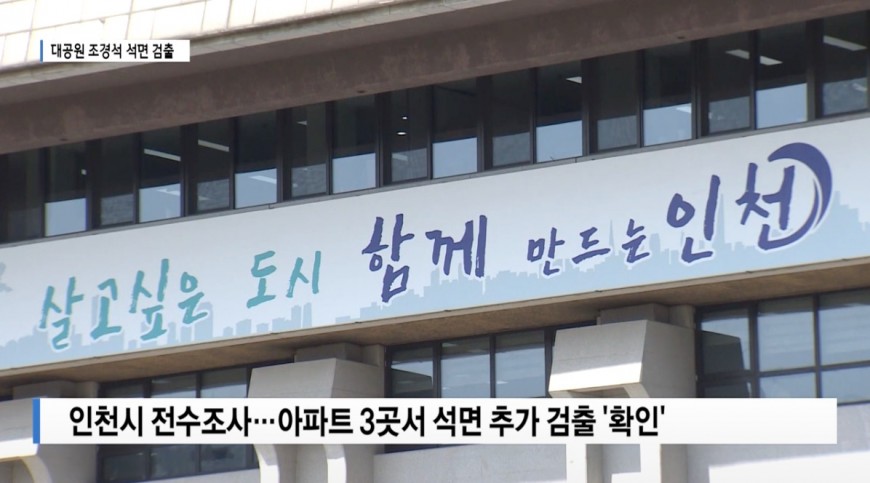 대공원 조경석 석면 검출
살고싶은 도시 함께 만드는 인천
인천시 전수조사…아파트 3곳서 석면 추가 검출 '확인'